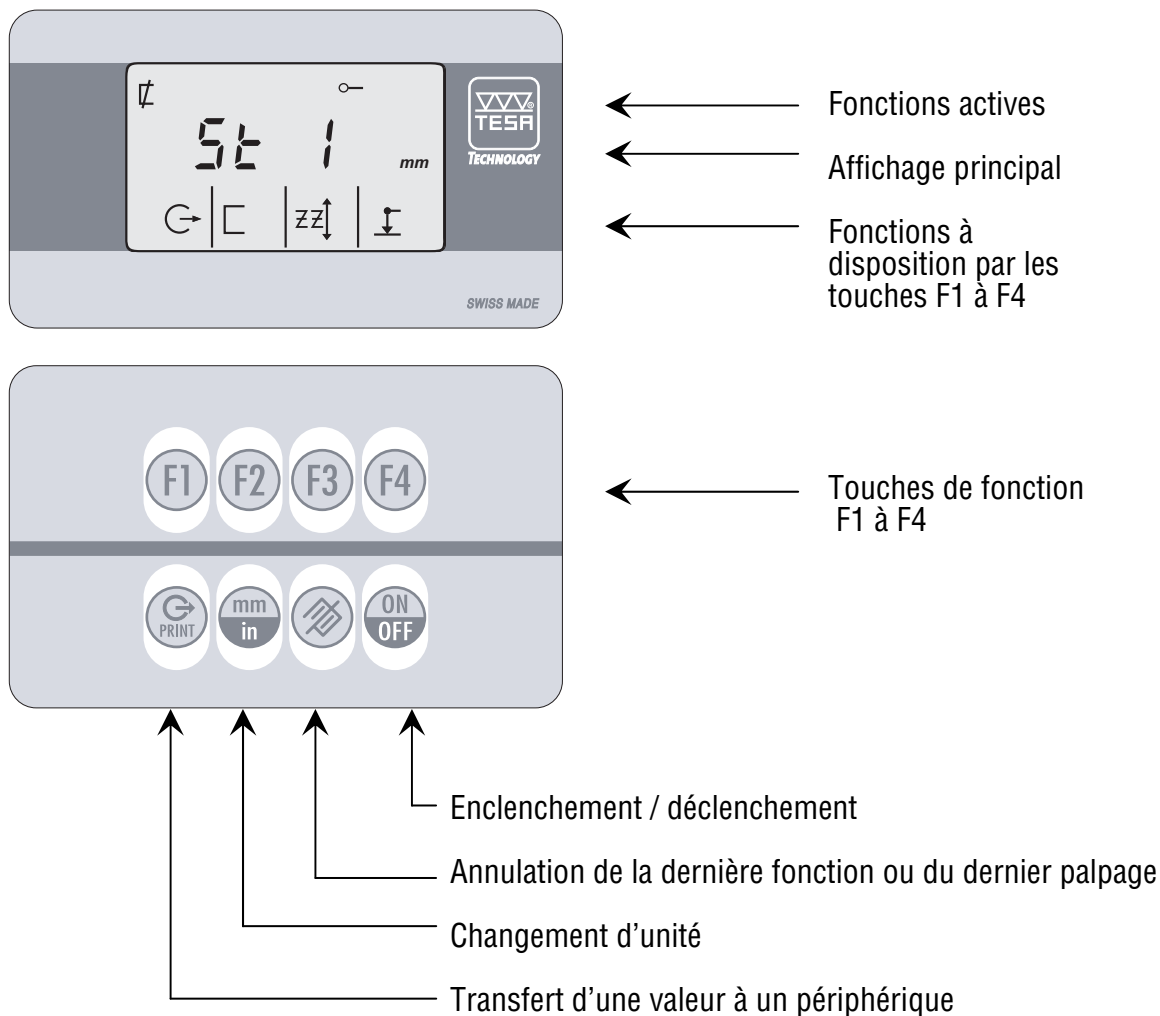 St 1
mm
TESA
TECHNOLOGY
SWISS MADE
Fonctions actives
Affichage principal
Fonctions à
disposition par les
touches F1 à F4
F1 F2 F3 F4
Touches de fonction
F1 à F4
PRINT
mm
in
ON
OFF
Enclenchement / déclenchement
Annulation de la dernière fonction ou du dernier palpage
Changement d’unité
Transfert d’une valeur à un périphérique